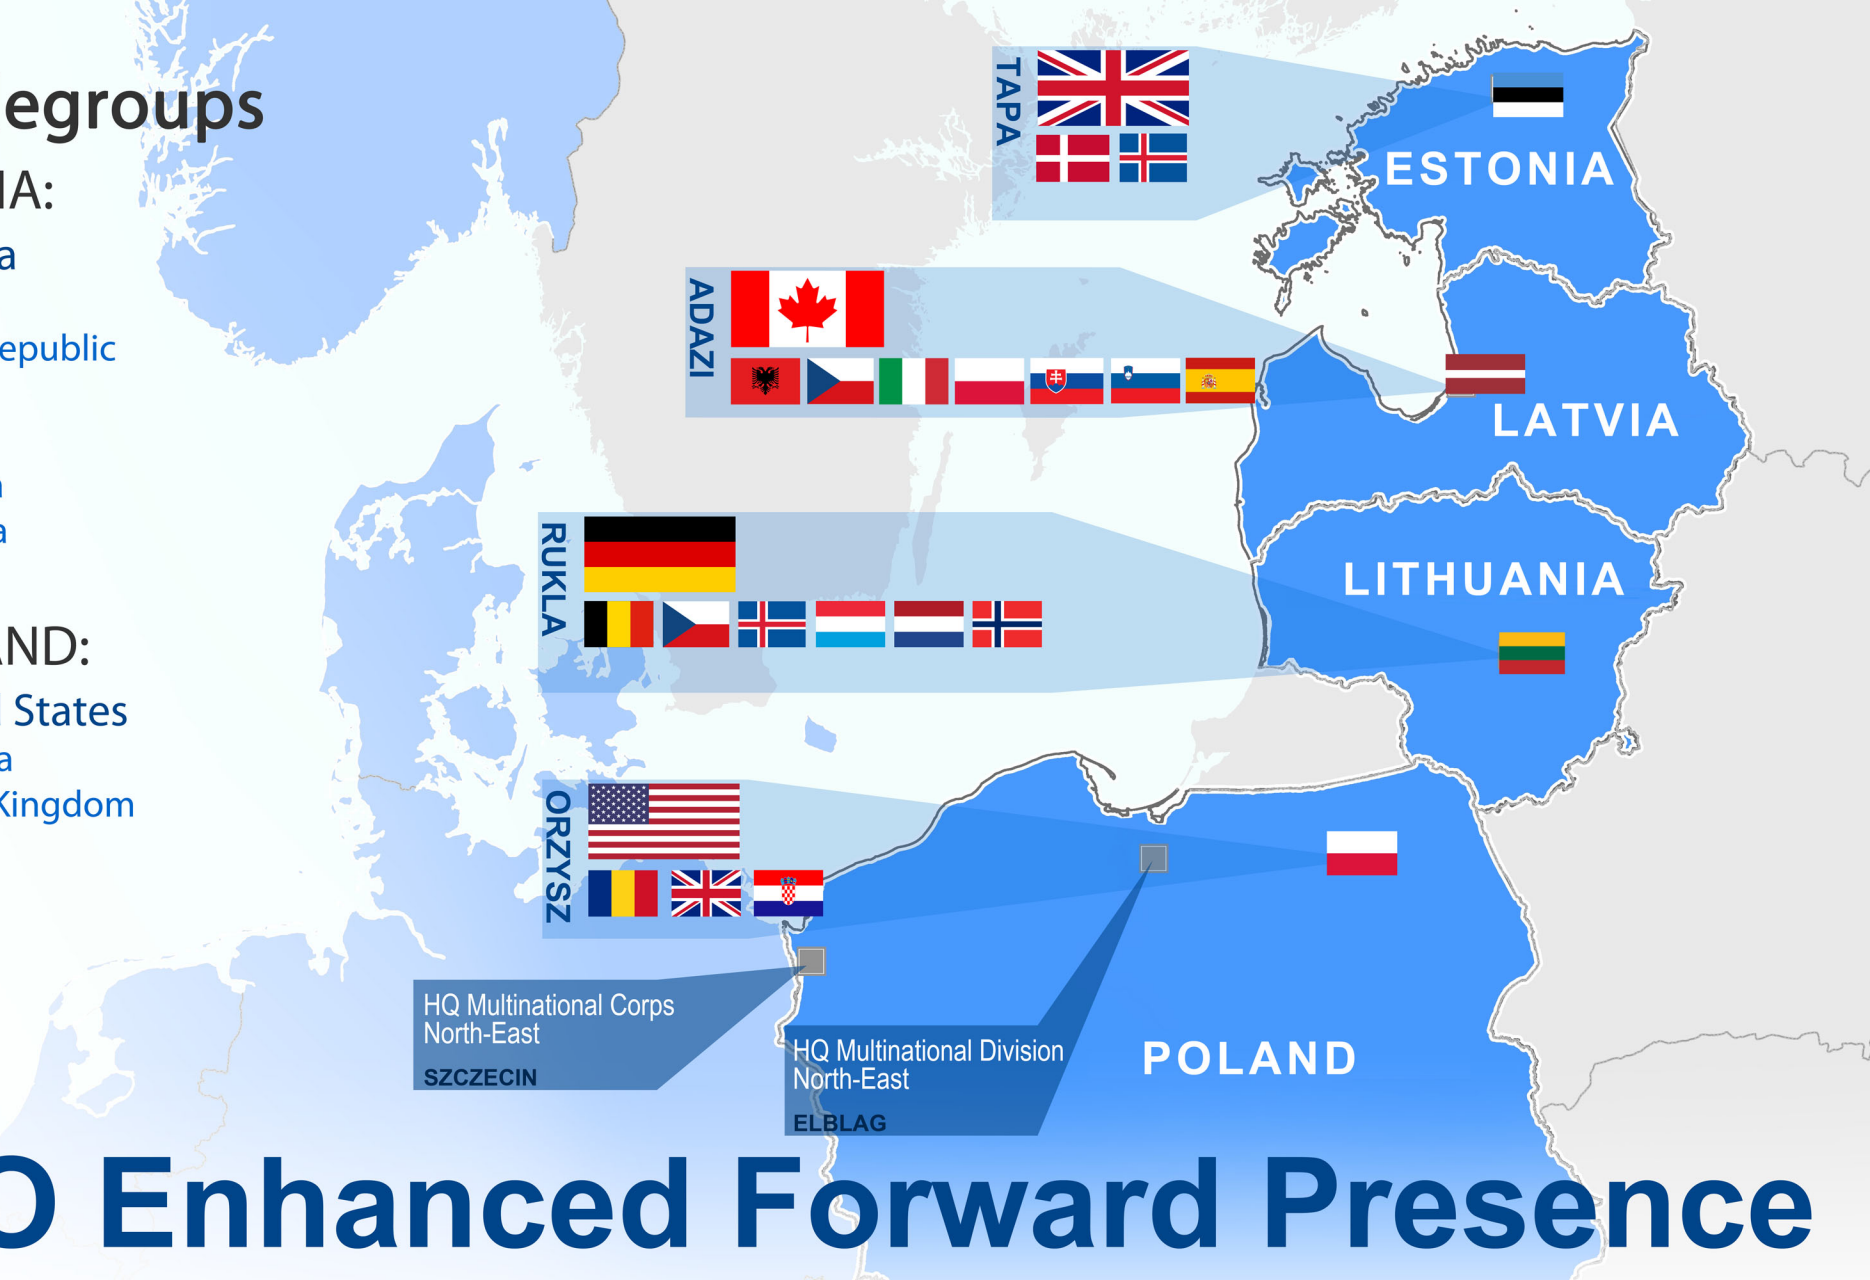 egroups
IA:
a
epublic
a
AND:
States
a
Kingdom
TAPA
ESTONIA
ADAZI
LATVIA
RUKLA
LITHUANIA
ORZYSZ
HQ Multinational Corps
North-East
SZCZECIN
HQ Multinational Division
North-East
ELBLAG
POLAND
O Enhanced Forward Presence